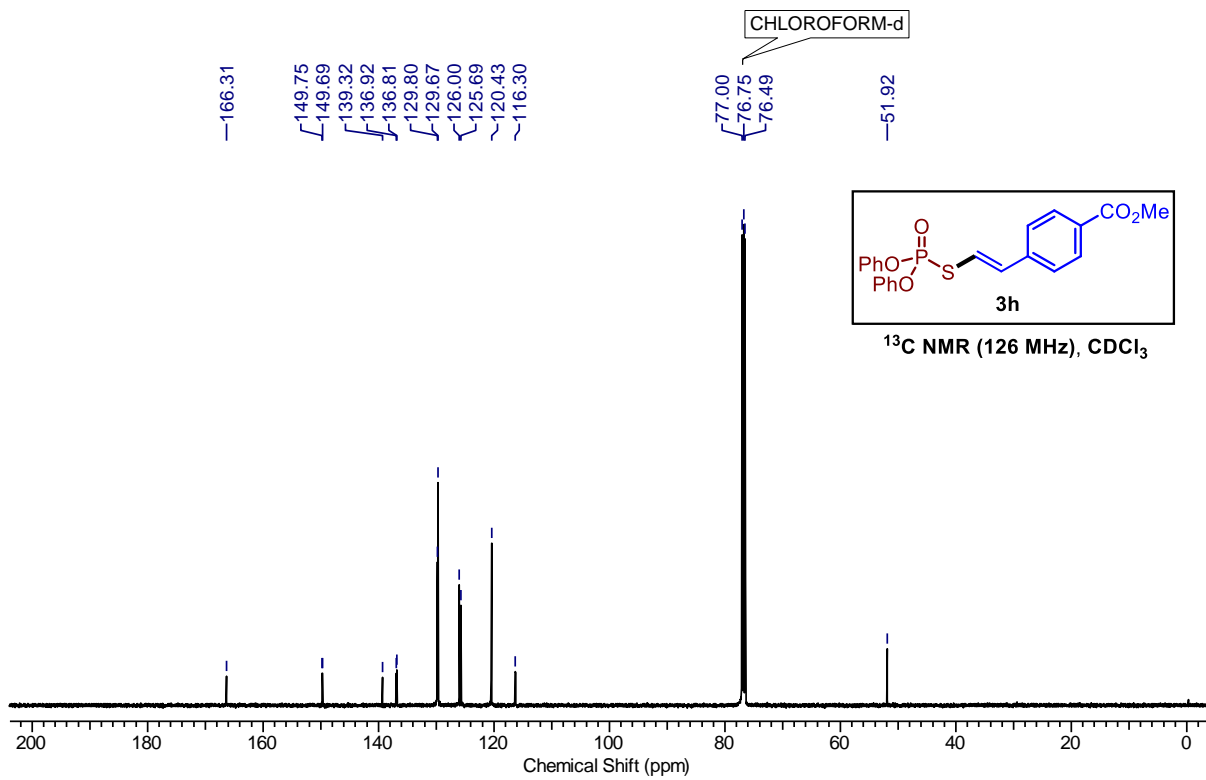 CHLOROFORM-d
166.31
149.75
149.69
139.32
136.92
136.81
129.80
129.67
126.00
125.69
120.43
116.30
77.00
76.75
76.49
51.92
CO2Me
O
PhO P
S
PhO
3h
13C NMR (126 MHz), CDCl3
200 180 160 140 120 100 80 60 40 20 0
Chemical Shift (ppm)